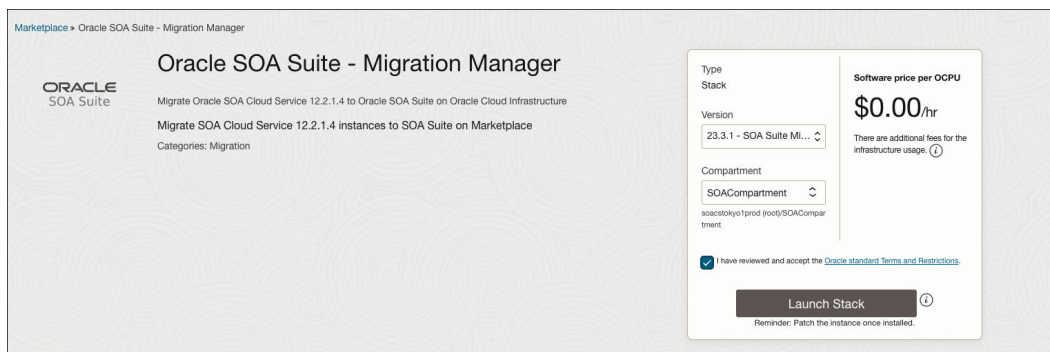 Marketplace » Oracle SOA Suite - Migration Manager
ORACLE
SOA Suite
Oracle SOA Suite - Migration Manager
Migrate Oracle SOA Cloud Service 12.2.1.4 to Oracle SOA Suite on Oracle Cloud Infrastructure
Migrate SOA Cloud Service 12.2.1.4 instances to SOA Suite on Marketplace
Categories: Migration
Type
Stack
Version
23.3.1 - SOA Suite Mi...
Compartment
SOACompartment
soacstokyo1prod (root)/SOACompar
tment
Software price per OCPU
$0.00/hr
There are additional fees for the
infrastructure usage. i
I have reviewed and accept the Oracle standard Terms and Restrictions.
Launch Stack i
Reminder: Patch the instance once installed.